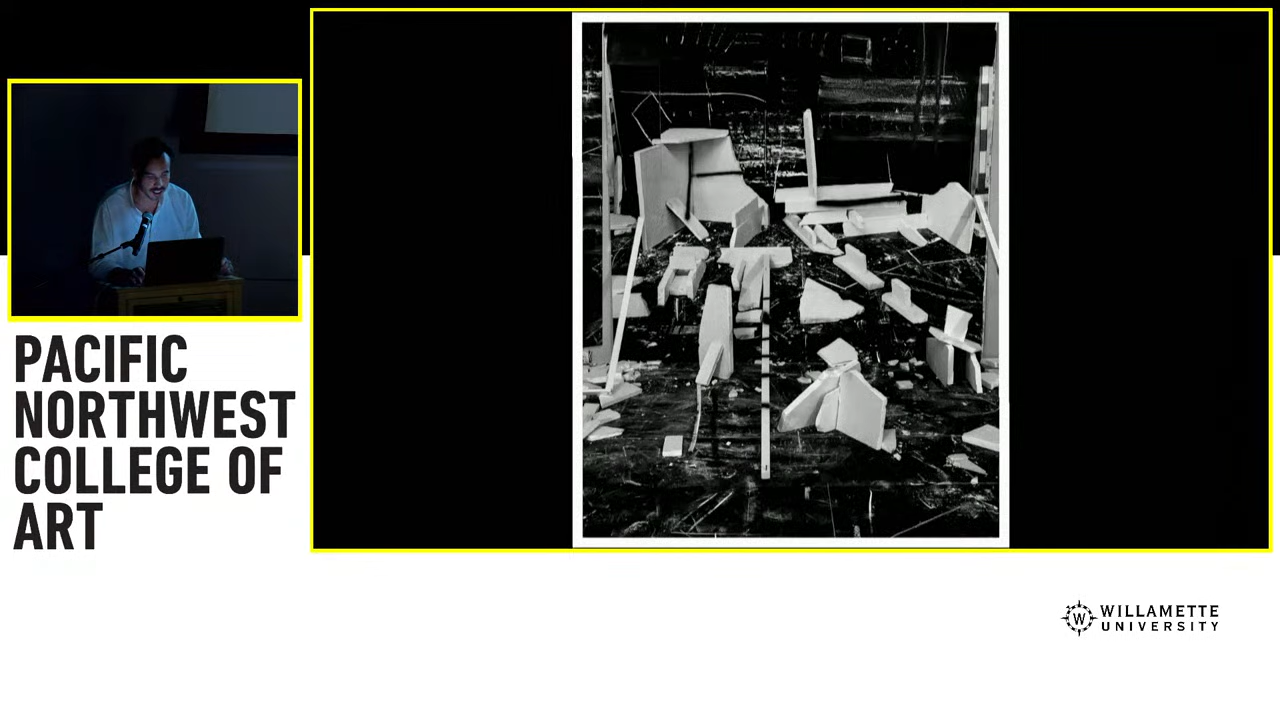 PACIFIC
NORTHWEST
COLLEGE OF
ART
WILLAMETTE
UNIVERSITY
W